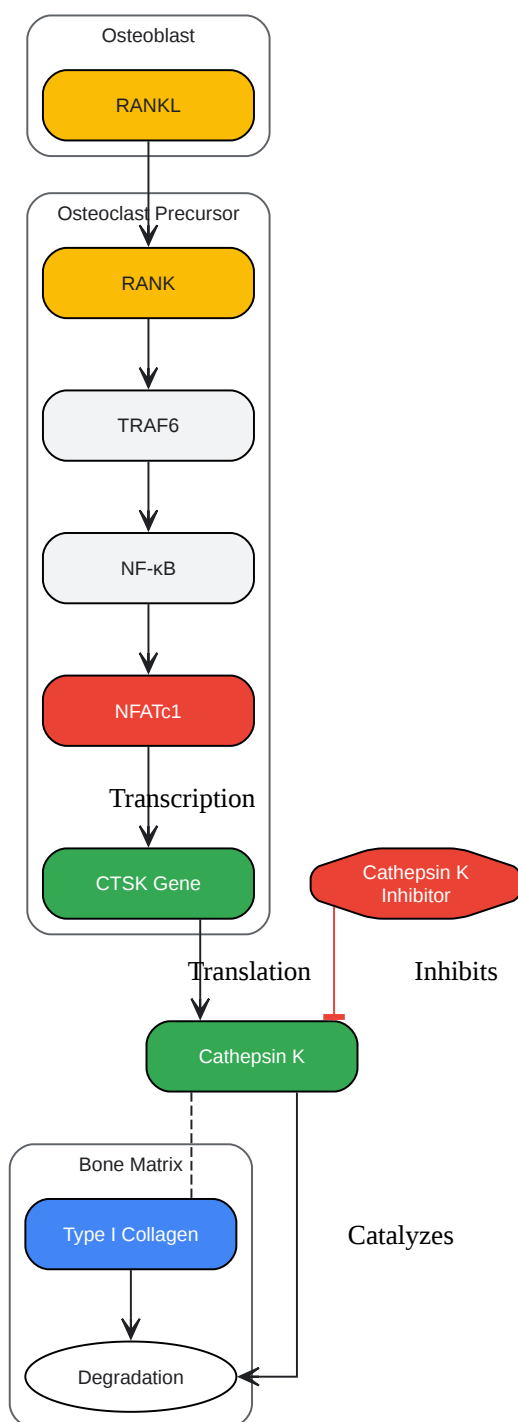 Osteoblast
RANKL
Osteoclast Precursor
RANK
TRAF6
NF-κB
NFATc1
Transcription
CTSK Gene
Cathepsin K
Inhibitor
Translation
Inhibits
Cathepsin K
Bone Matrix
Type I Collagen
Catalyzes
Degradation